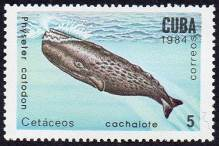 Physeter catodon
CUBA
1984
correos
Cetáceos
cachalote
5